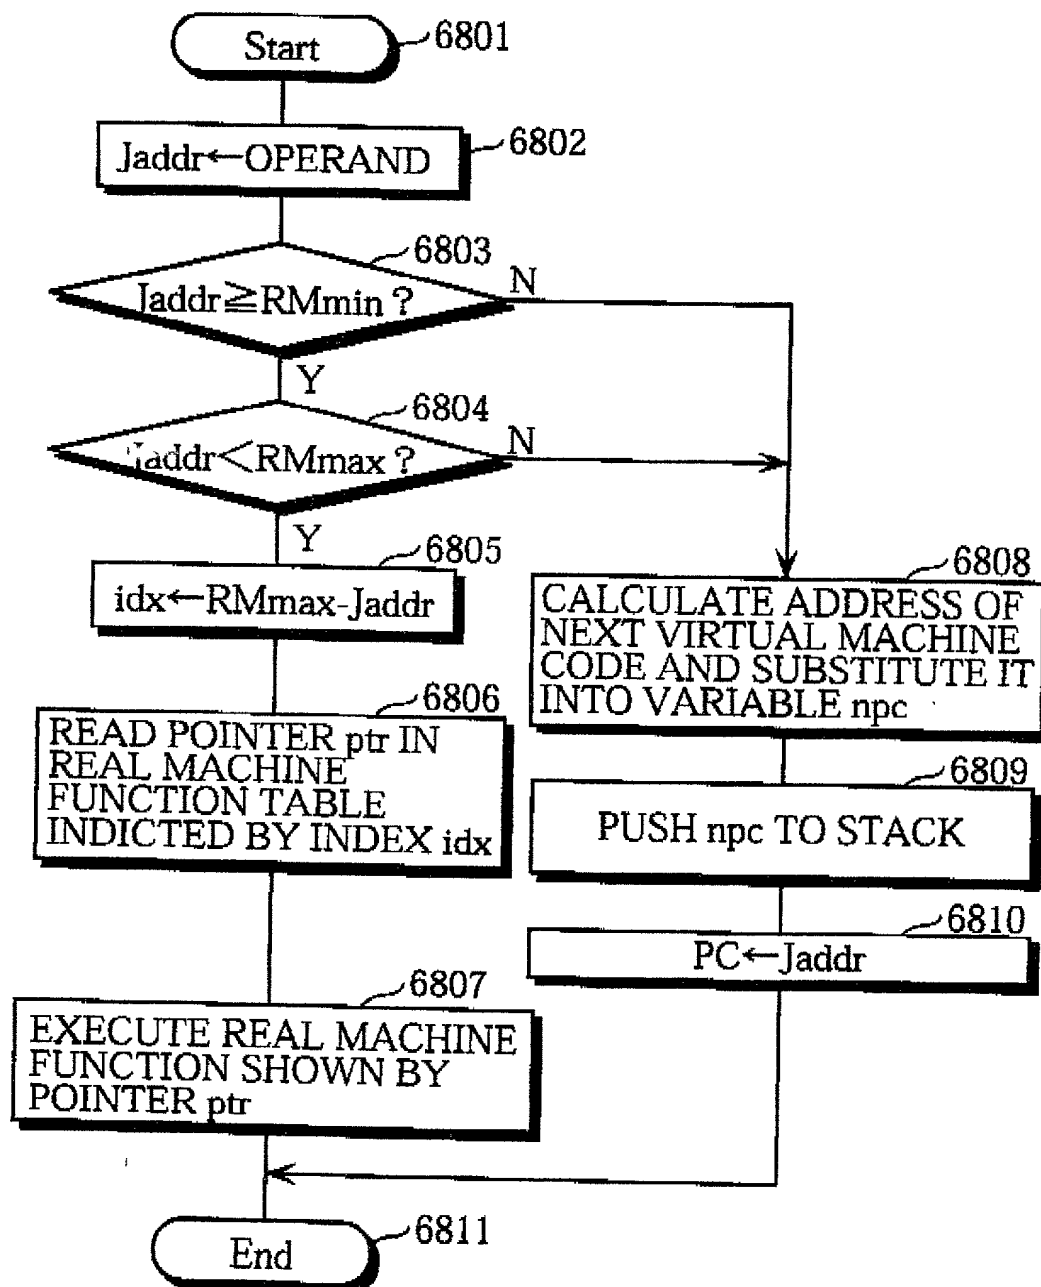 Start
6801
Jaddr←OPERAND
6802
6803
Jaddr≧RMmin?
N
Y
6804
Jaddr<RMmax?
N
Y
6805
idx←RMmax-Jaddr
6806
READ POINTER ptr IN
REAL MACHINE
FUNCTION TABLE
INDICTED BY INDEX idx
6807
EXECUTE REAL MACHINE
FUNCTION SHOWN BY
POINTER ptr
6808
CALCULATE ADDRESS OF
NEXT VIRTUAL MACHINE
CODE AND SUBSTITUTE IT
INTO VARIABLE npc
6809
PUSH npc TO STACK
6810
PC←Jaddr
End
6811